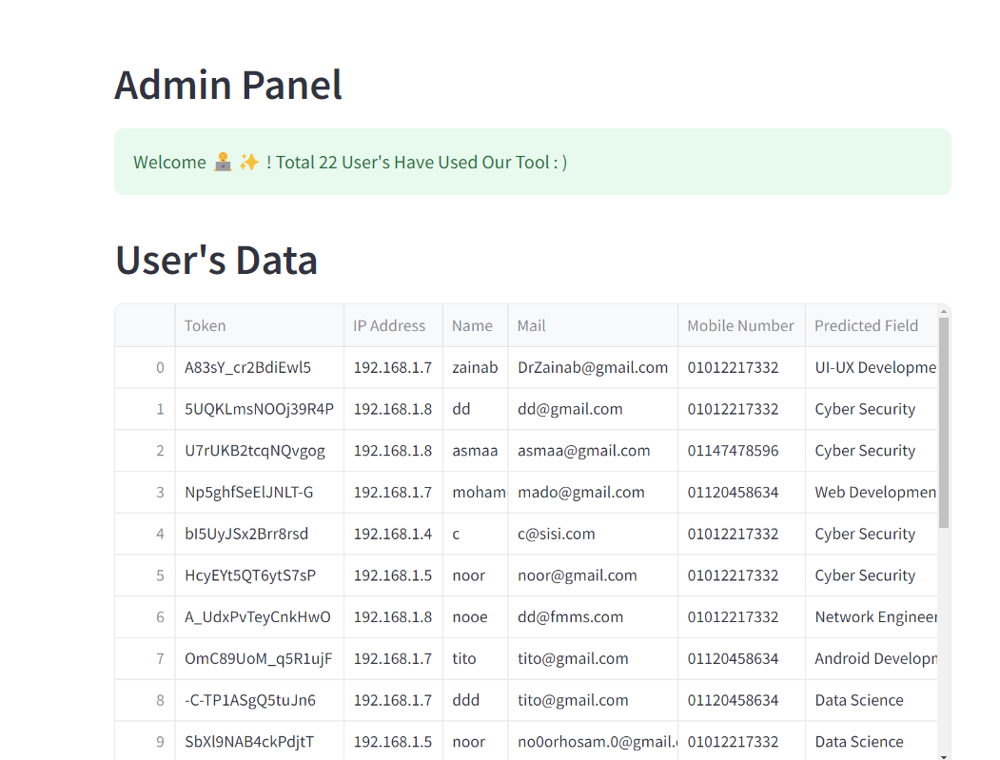 Admin Panel
Welcome 👨‍💻 ✨ ! Total 22 User's Have Used Our Tool : )
User's Data
Token IP Address Name Mail Mobile Number Predicted Field
0 A83sY_cr2BdiEwl5 192.168.1.7 zainab DrZainab@gmail.com 01012217332 UI-UX Developme
1 5UQKLmsNOOj39R4P 192.168.1.8 dd dd@gmail.com 01012217332 Cyber Security
2 U7rUKB2tcqNQvgog 192.168.1.8 asmaa asmaa@gmail.com 01147478596 Cyber Security
3 Np5ghfSeElJNLT-G 192.168.1.7 moham mado@gmail.com 01120458634 Web Developmen
4 bI5UyJSx2Brr8rsd 192.168.1.4 c c@sisi.com 01012217332 Cyber Security
5 HcyEYt5QT6ytS7sP 192.168.1.5 noor noor@gmail.com 01012217332 Cyber Security
6 A_UdxPvTeyCnkHwO 192.168.1.8 nooe dd@fmms.com 01012217332 Network Engineer
7 OmC89UoM_q5R1ujF 192.168.1.7 tito tito@gmail.com 01120458634 Android Developm
8 -C-TP1ASgQ5tuJn6 192.168.1.7 ddd tito@gmail.com 01120458634 Data Science
9 SbXl9NAB4ckPdjtT 192.168.1.5 noor no0orhosam.0@gmail. 01012217332 Data Science